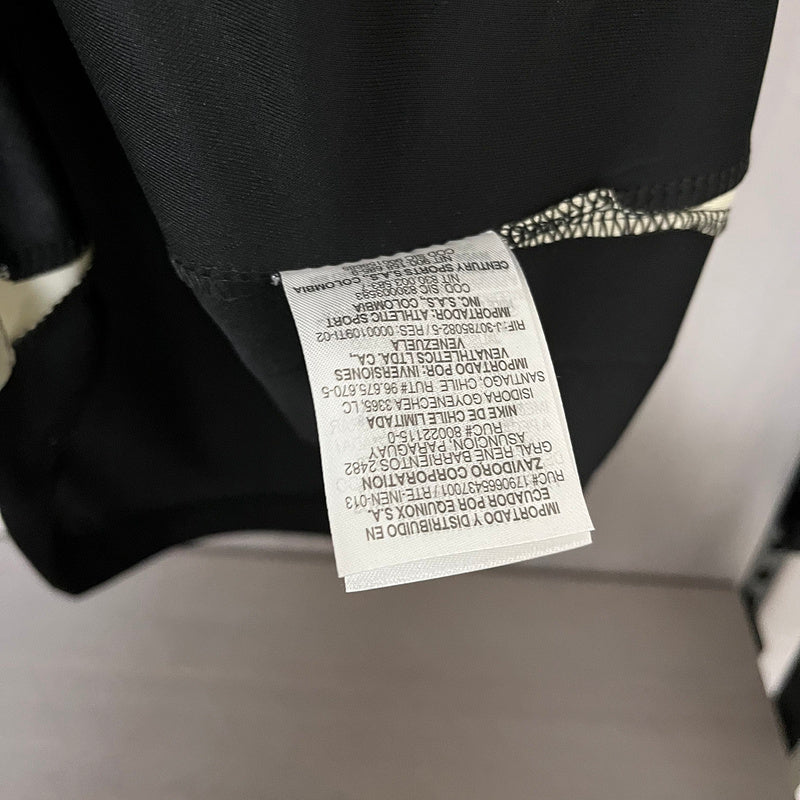 IMPORTADO Y DISTRIBUIDO EN
ECUADOR POR EQUINOX S.A.
RUC# 1790665437001 / RTE-INEN-013
ZAVIDORO CORPORATION
GRAL RENE BARRIENTOS 2482
ASUNCION, PARAGUAY
RUC# 80022115-0
NIKE DE CHILE LIMITADA
ISIDORA GOYENECHEA 3365, LC
SANTIAGO, CHILE, RUT# 96.675.670-5
IMPORTADO POR: INVERSIONES
VENATHLETICS LTDA, CA.,
VENEZUELA
RIF:J-30785082-5 / RES: 0000109TI-02
IMPORTADOR: ATHLETIC SPORT
INC. S.A.S., COLOMBIA
COD. SIC
CENTURY SPORTS S.A.S., COLOMBIA